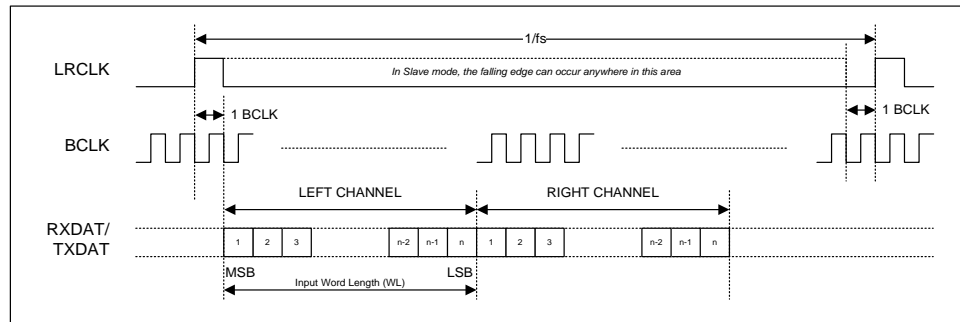 1/fs
LRCLK
In Slave mode, the falling edge can occur anywhere in this area
1 BCLK
1 BCLK
BCLK
LEFT CHANNEL
RIGHT CHANNEL
RXDAT/
TXDAT
1 2 3 n-2 n-1 n 1 2 3 n-2 n-1 n
MSB
LSB
Input Word Length (WL)